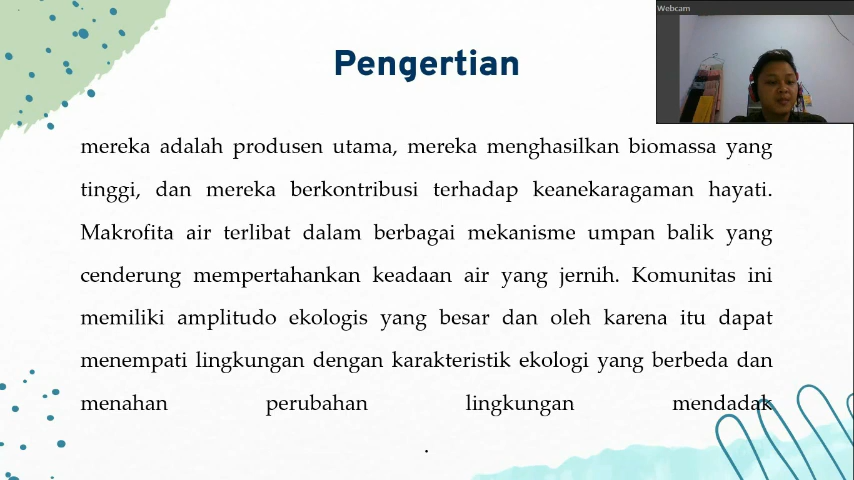 Webcam
Pengertian
mereka adalah produsen utama, mereka menghasilkan biomassa yang
tinggi, dan mereka berkontribusi terhadap keanekaragaman hayati.
Makrofita air terlibat dalam berbagai mekanisme umpan balik yang
cenderung mempertahankan keadaan air yang jernih. Komunitas ini
memiliki amplitudo ekologis yang besar dan oleh karena itu dapat
menempati lingkungan dengan karakteristik ekologi yang berbeda dan
menahan perubahan lingkungan mendadak
.